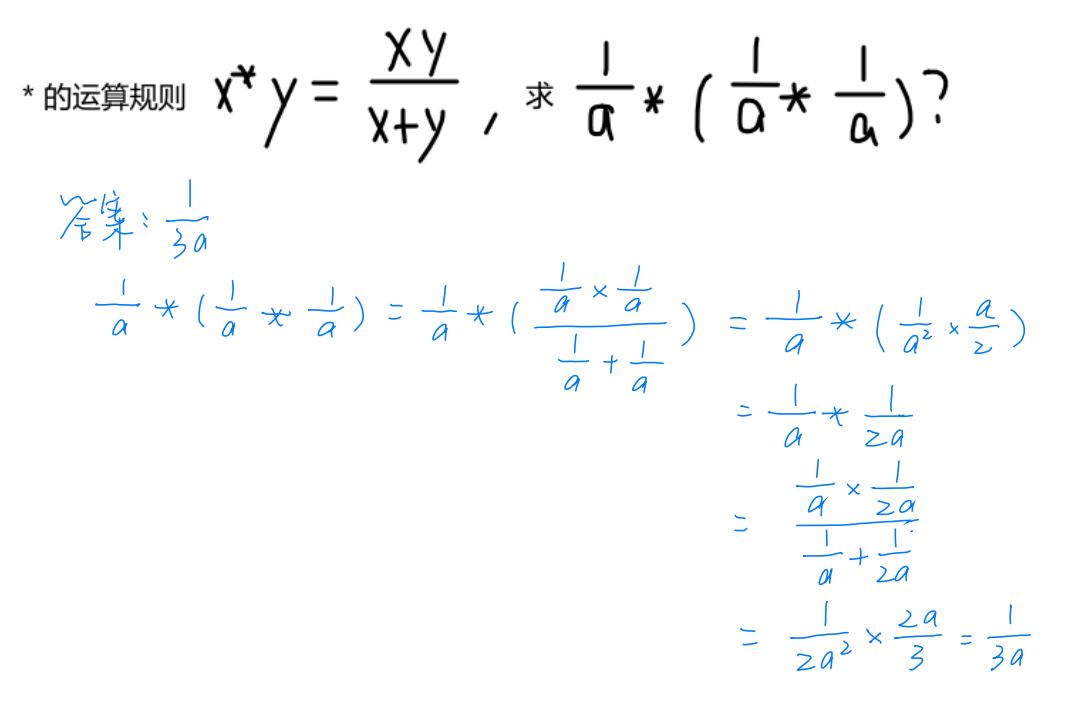 * 的运算规则 x*y = xy/(x+y) , 求 1/a * (1/a * 1/a)?
答案: 1/3a
1/a * (1/a * 1/a) = 1/a * ((1/a × 1/a)/(1/a + 1/a)) = 1/a * (1/a² × a/2)
= 1/a * 1/2a
= (1/a × 1/2a)/(1/a + 1/2a)
= 1/2a² × 2a/3 = 1/3a